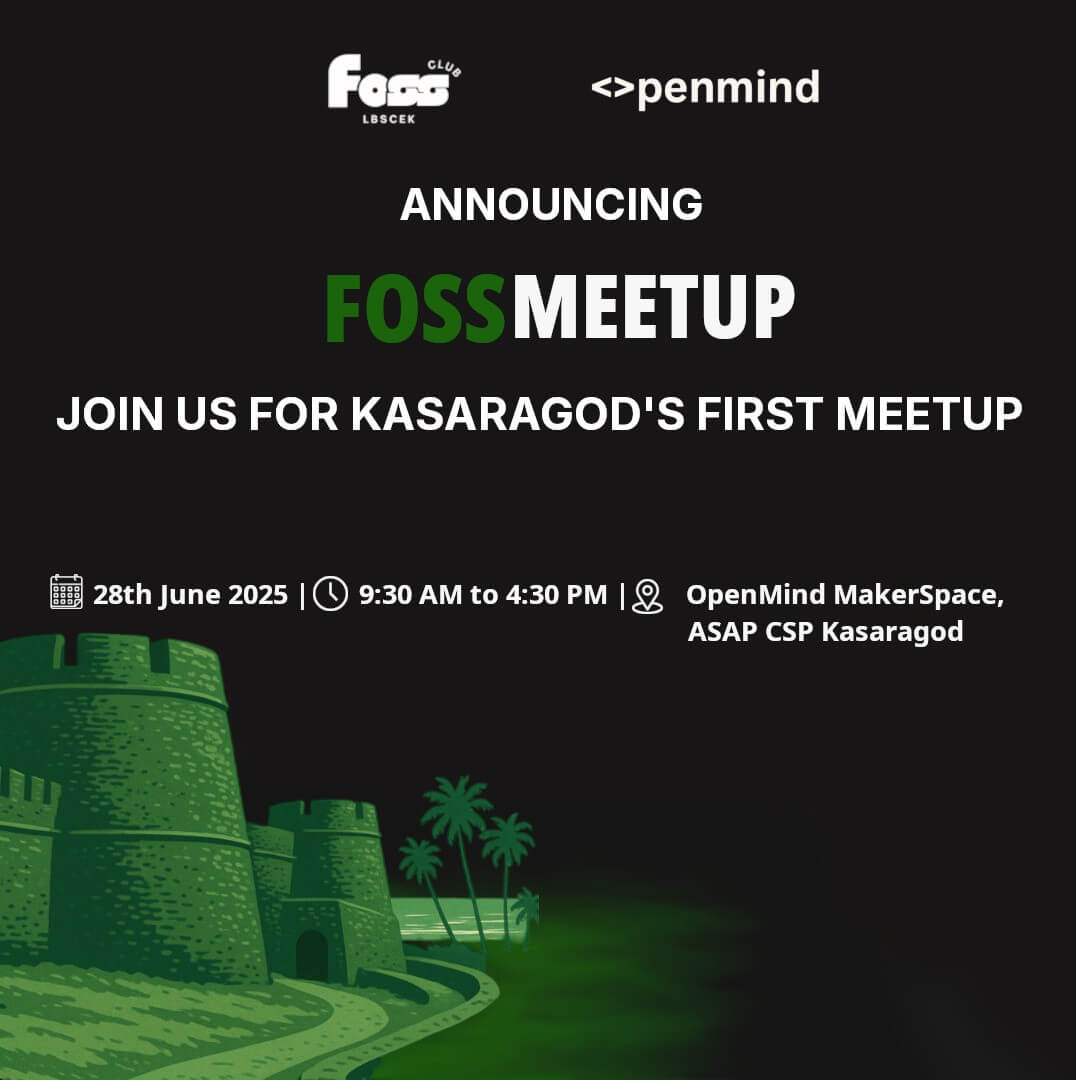 Foss CLUB
LBSCEK
<>penmind
ANNOUNCING
FOSSMEETUP
JOIN US FOR KASARAGOD'S FIRST MEETUP
28th June 2025 | 9:30 AM to 4:30 PM | OpenMind MakerSpace,
ASAP CSP Kasaragod